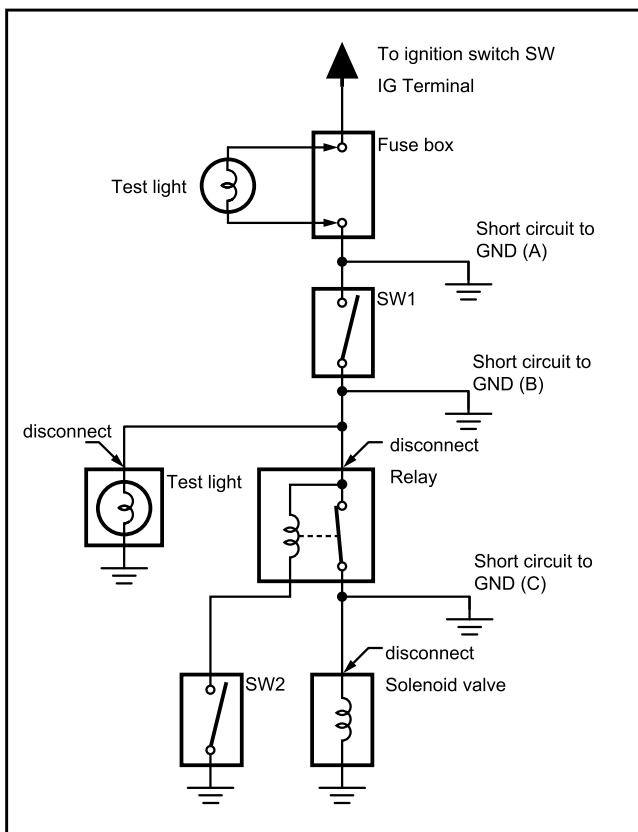 To ignition switch SW
IG Terminal
Fuse box
Test light
Short circuit to
GND (A)
SW1
Short circuit to
GND (B)
disconnect
disconnect
Test light
Relay
Short circuit to
GND (C)
disconnect
SW2
Solenoid valve